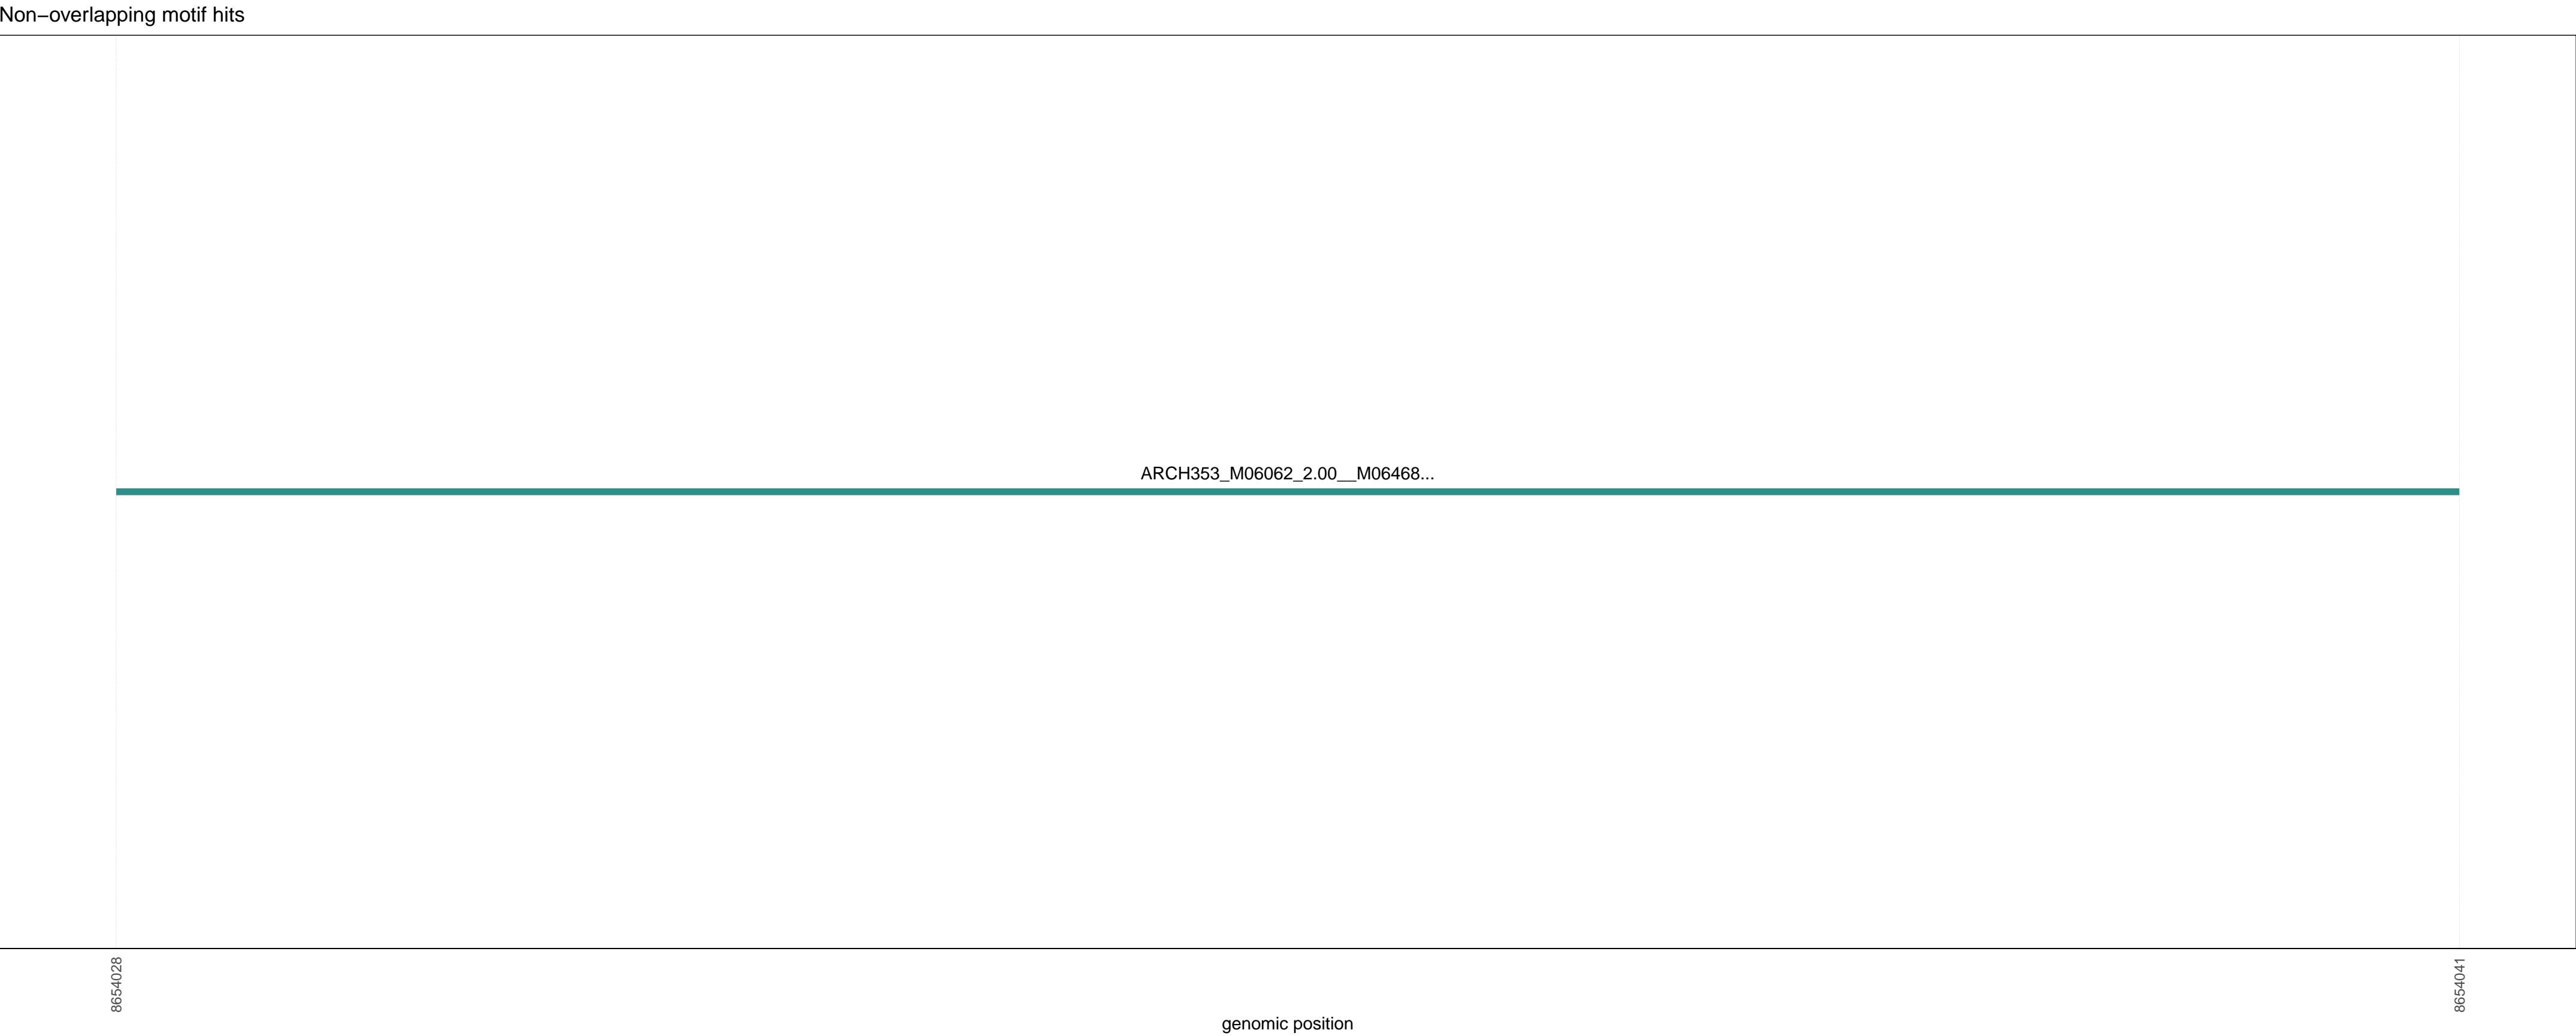 Non−overlapping motif hits
ARCH353_M06062_2.00__M06468...
8654028
8654041
genomic position